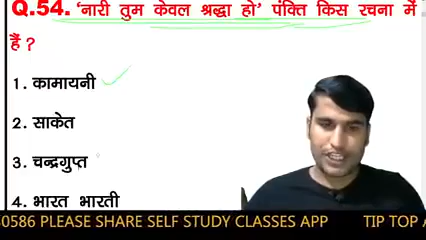 Q.54. 'नारी तुम केवल श्रद्धा हो' पंक्ति किस रचना में
हैं ?
1. कामायनी
2. साकेत
3. चन्द्रगुप्त
4. भारत भारती
60586 PLEASE SHARE SELF STUDY CLASSES APP TIP TOP